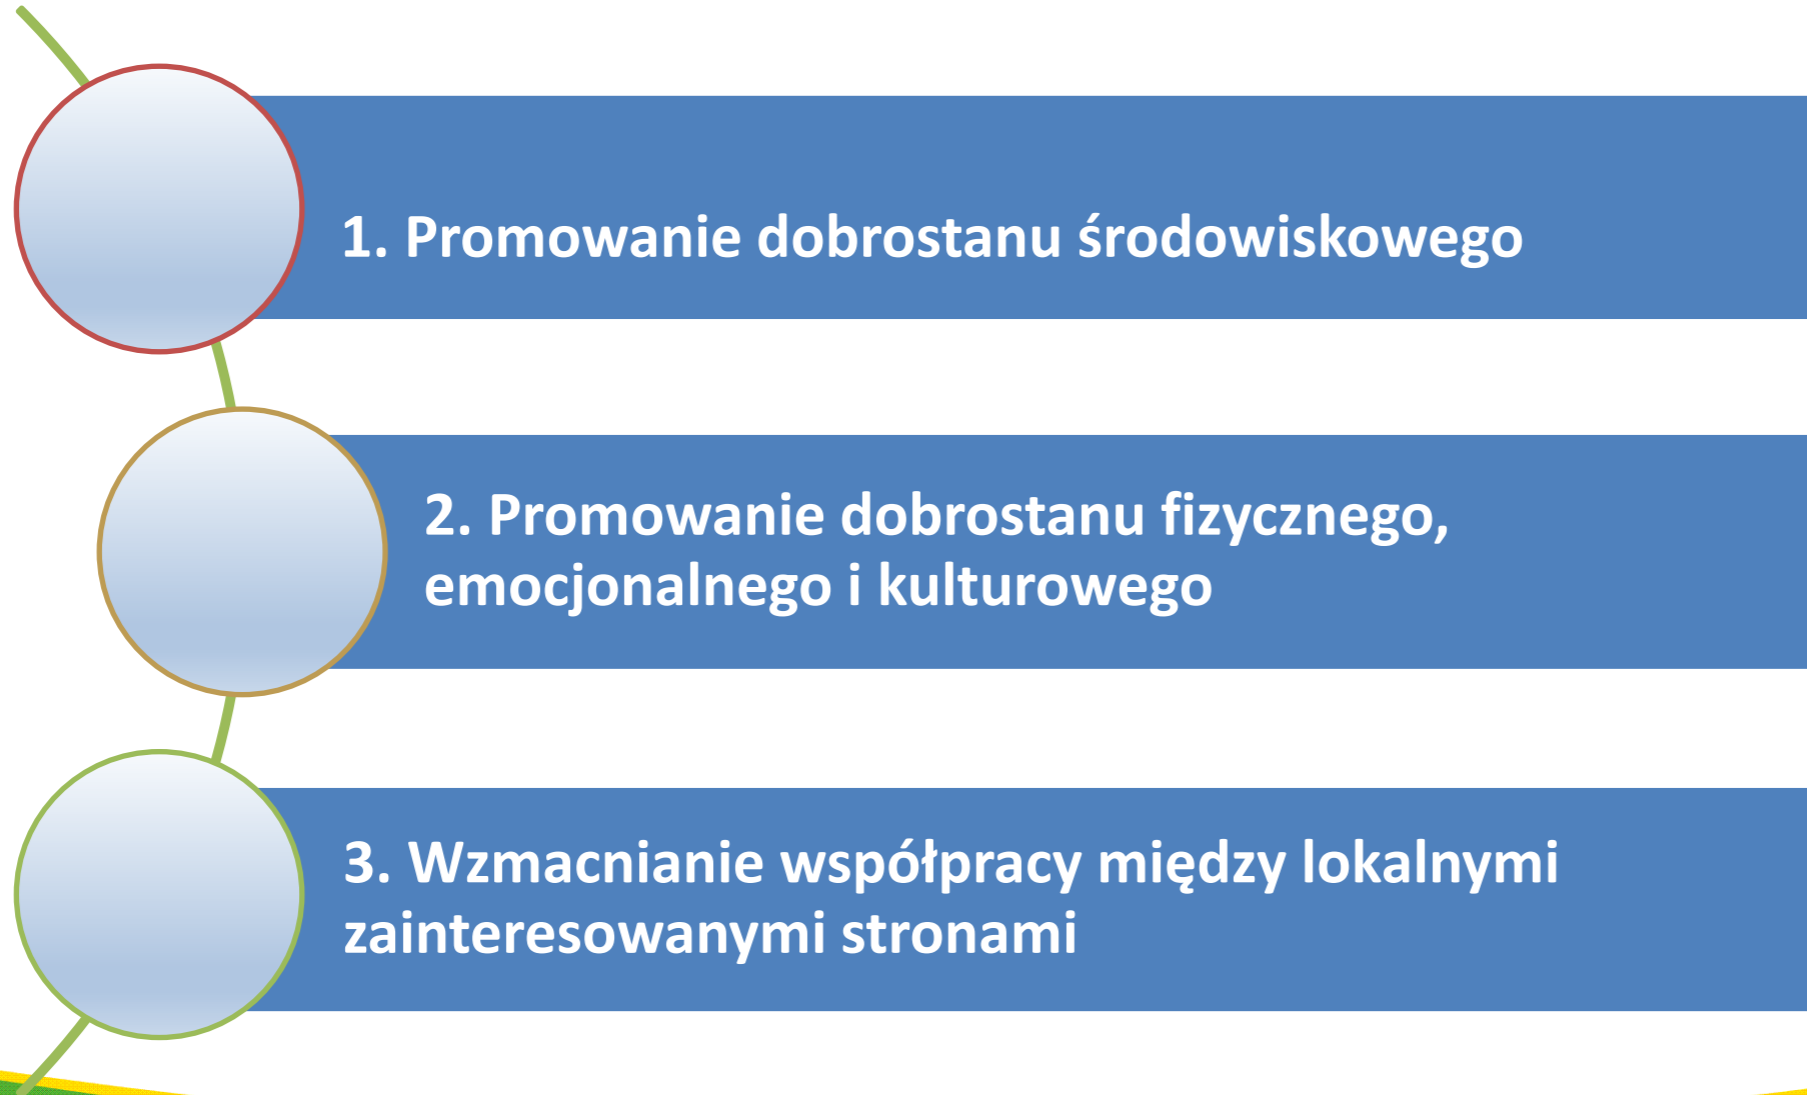 1. Promowanie dobrostanu środowiskowego
2. Promowanie dobrostanu fizycznego,
emocjonalnego i kulturowego
3. Wzmacnianie współpracy między lokalnymi
zainteresowanymi stronami